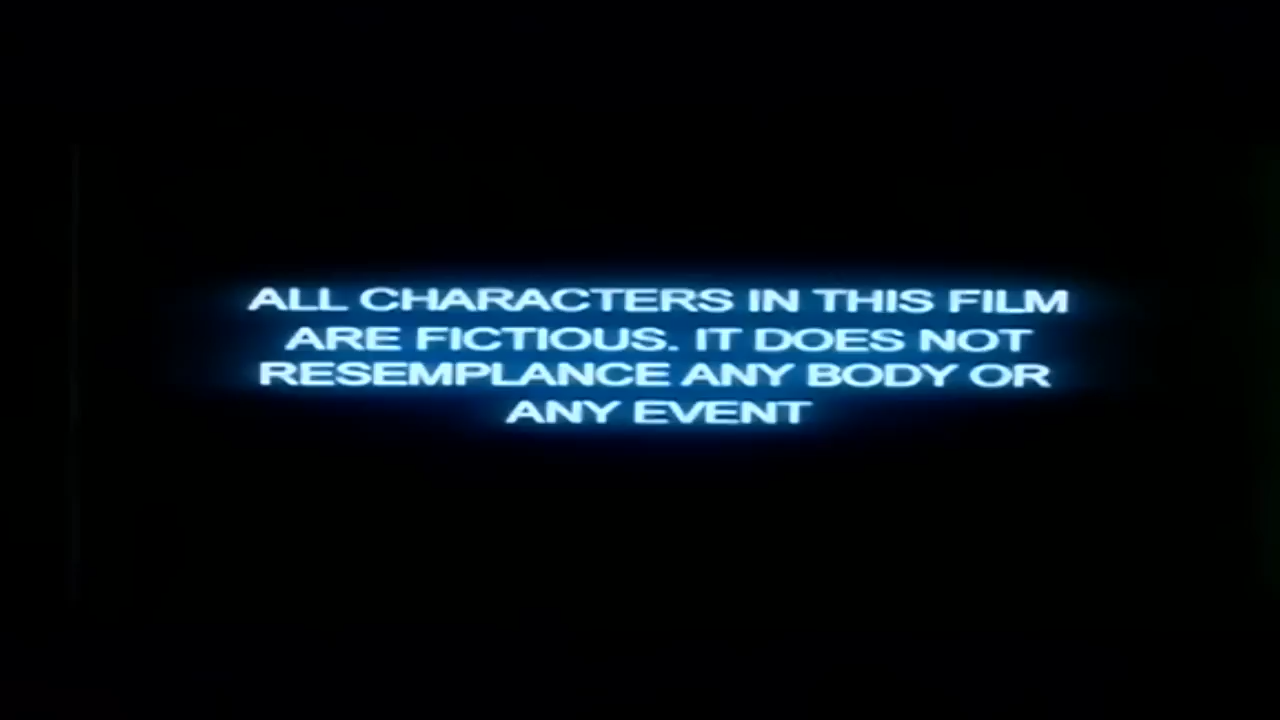 ALL CHARACTERS IN THIS FILM
ARE FICTIOUS. IT DOES NOT
RESEMPLANCE ANY BODY OR
ANY EVENT